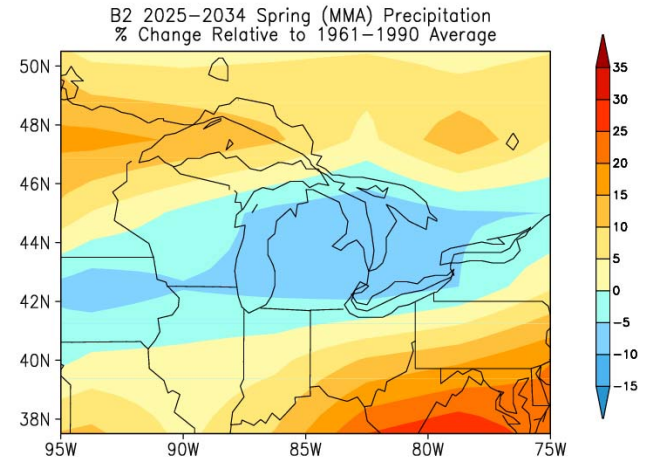 B2 2025−2034 Spring (MMA) Precipitation
% Change Relative to 1961−1990 Average
50N
48N
46N
44N
42N
40N
38N
95W 90W 85W 80W 75W
35
30
25
20
15
10
5
0
−5
−10
−15